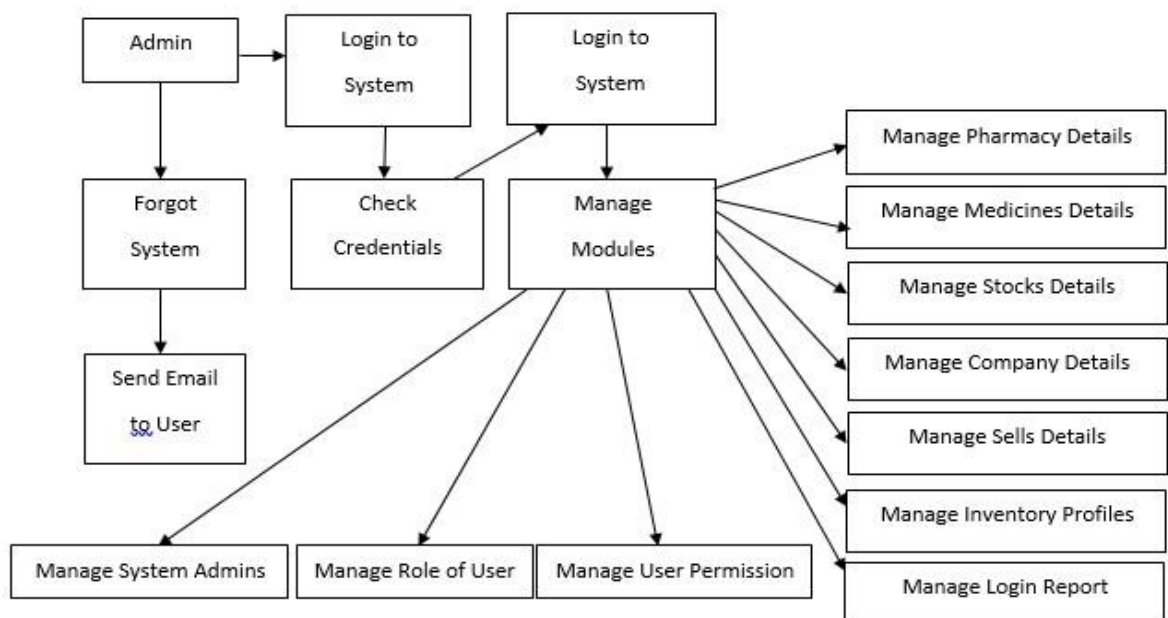 Admin
Login to
System
Login to
System
Forgot
System
Check
Credentials
Manage
Modules
Send Email
to User
Manage Pharmacy Details
Manage Medicines Details
Manage Stocks Details
Manage Company Details
Manage Sells Details
Manage Inventory Profiles
Manage Login Report
Manage System Admins
Manage Role of User
Manage User Permission